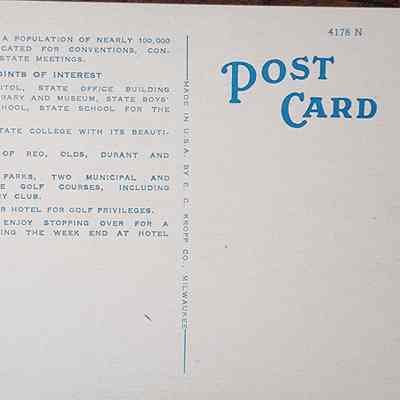 A POPULATION OF NEARLY 100,000
CATED FOR CONVENTIONS, CON-
STATE MEETINGS.
OINTS OF INTEREST
ITOL, STATE OFFICE BUILDING
RARY AND MUSEUM, STATE BOYS'
CHOOL, STATE SCHOOL FOR THE
TATE COLLEGE WITH ITS BEAUTI-
OF REO, OLDS, DURANT AND
PARKS, TWO MUNICIPAL AND
E GOLF COURSES, INCLUDING
RY CLUB.
R HOTEL FOR GOLF PRIVILEGES.
ENJOY STOPPING OVER FOR A
ING THE WEEK END AT HOTEL
MADE IN U.S.A. BY E. C. KROPP CO., MILWAUKEE
4178 N
POST
CARD